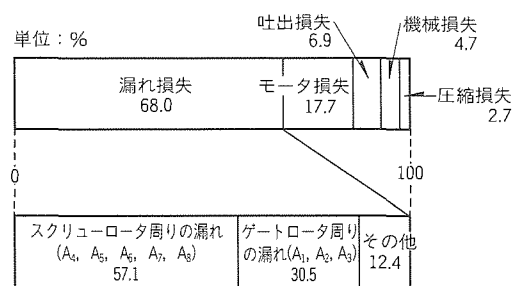 単位：%
吐出損失
6.9
機械損失
4.7
漏れ損失
68.0
モータ損失
17.7
圧縮損失
2.7
0
100
スクリューロータ周りの漏れ
(A₄, A₅, A₆, A₇, A₈)
57.1
ゲートロータ周り
の漏れ(A₁, A₂, A₃)
30.5
その他
12.4